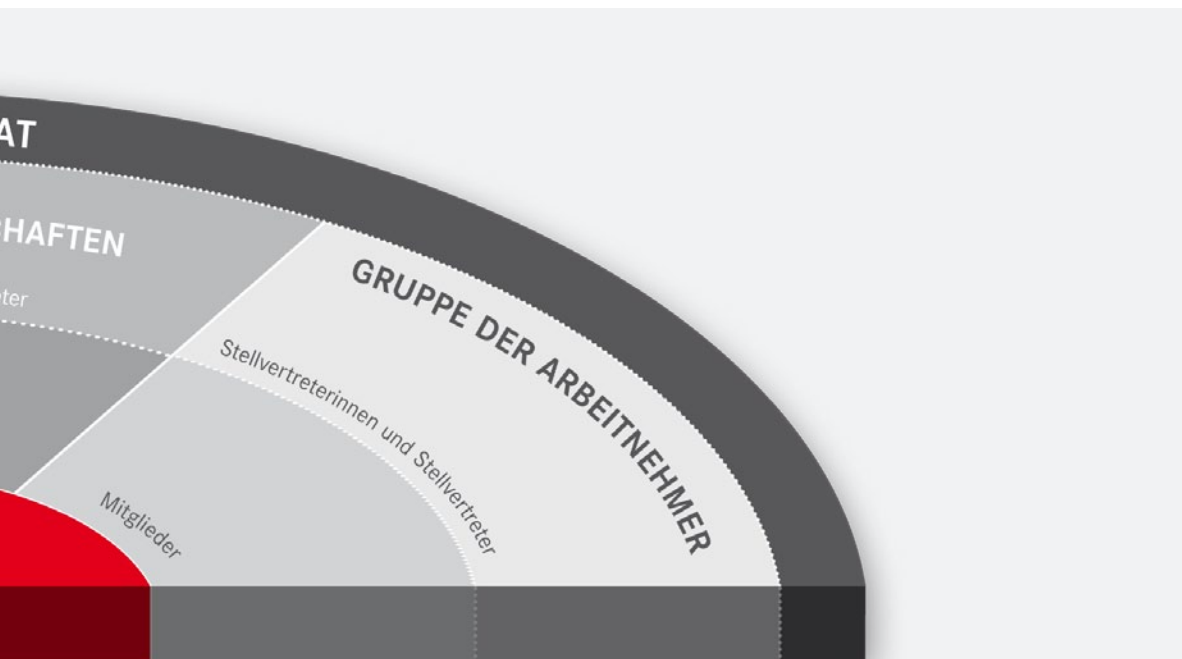 AT
HAFTEN
ter
GRUPPE DER ARBEITNEHMER
Stellvertreterinnen und Stellvertreter
Mitglieder